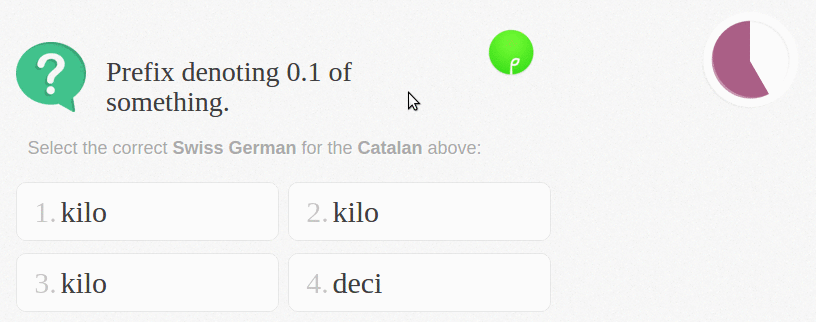 Prefix denoting 0.1 of
something.
Select the correct Swiss German for the Catalan above:
1. kilo
2. kilo
3. kilo
4. deci